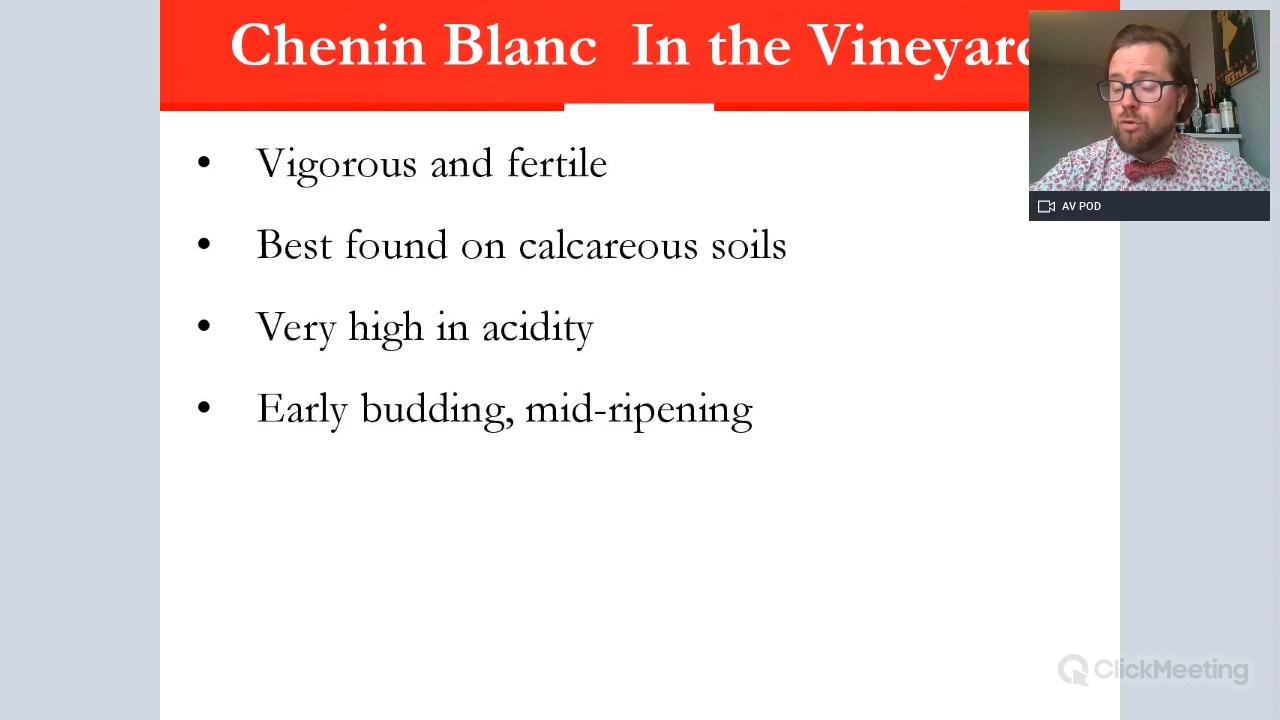 Chenin Blanc In the Vineyard
• Vigorous and fertile
• Best found on calcareous soils
• Very high in acidity
• Early budding, mid-ripening
AV POD
ClickMeeting